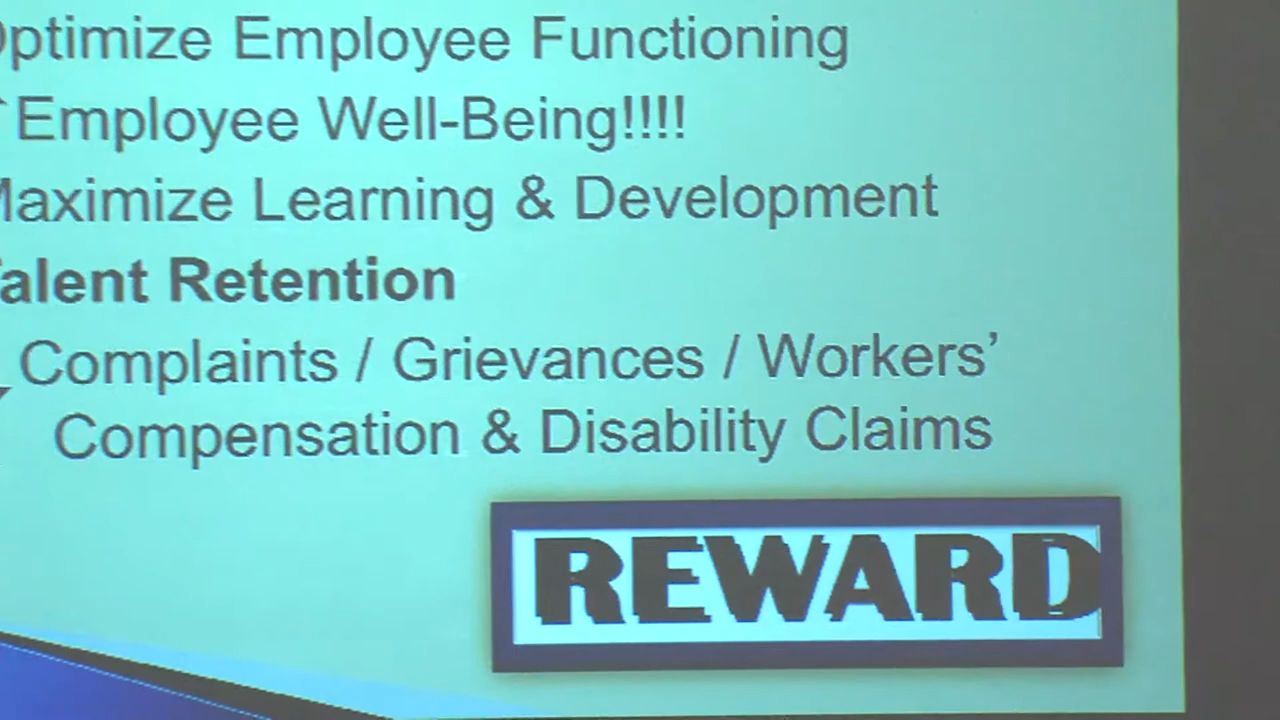 Optimize Employee Functioning
Employee Well-Being!!!!
Maximize Learning & Development
Talent Retention
Complaints / Grievances / Workers’
Compensation & Disability Claims
REWARD